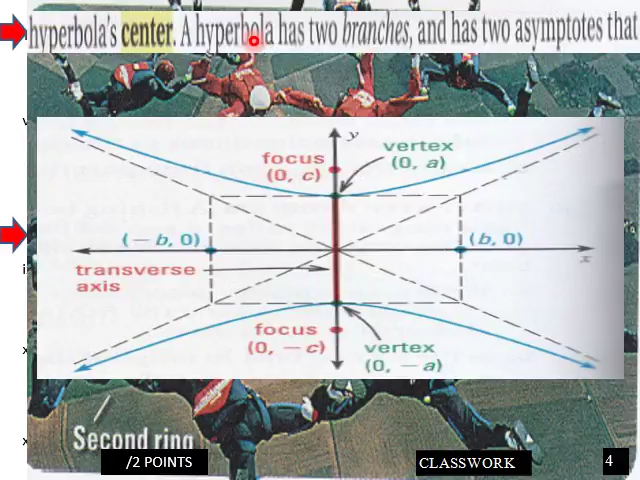 hyperbola's center. A hyperbola has two branches, and has two asymptotes that
y
focus
(0, c)
vertex
(0, a)
(−b, 0)
(b, 0)
x
transverse
axis
focus
(0, −c)
vertex
(0, −a)
Second ring
/2 POINTS
CLASSWORK
4